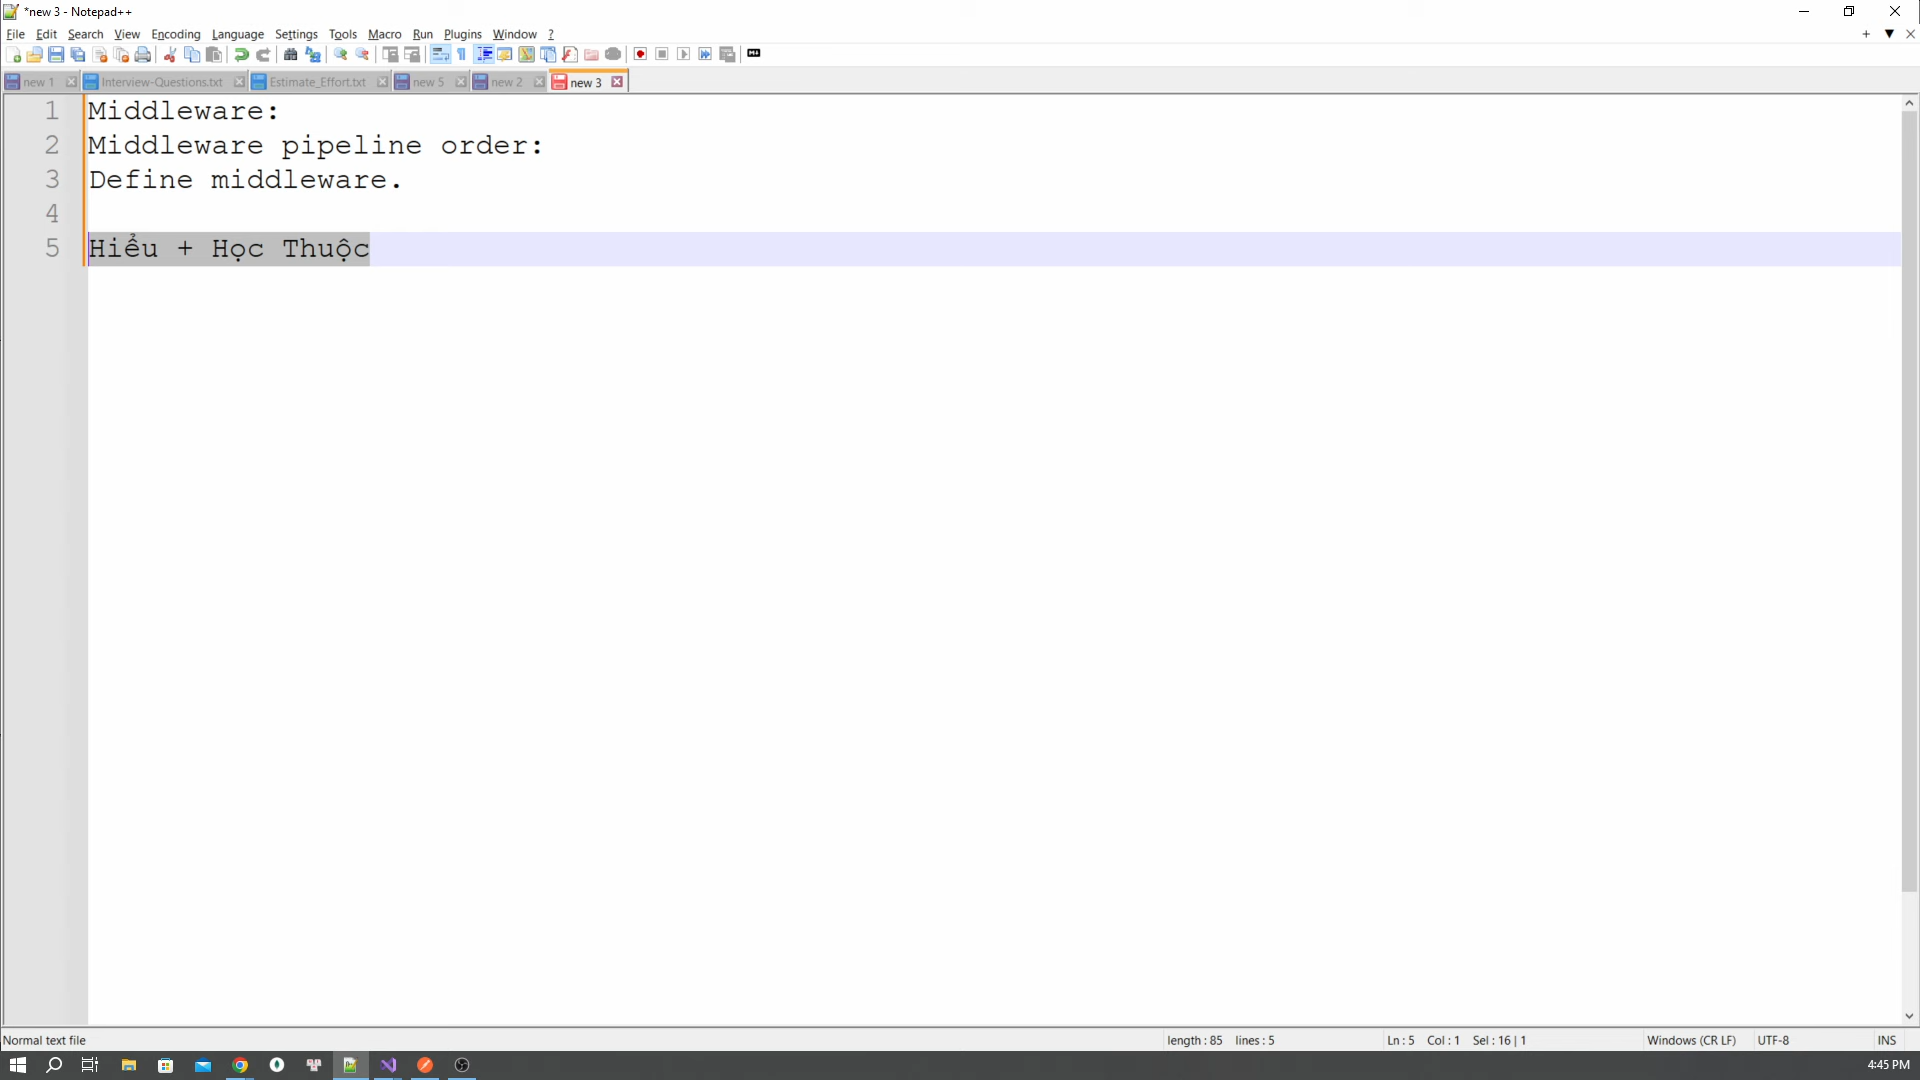 *new 3 - Notepad++
File Edit Search View Encoding Language Settings Tools Macro Run Plugins Window ?
new 1 Interview-Questions.txt Estimate_Effort.txt new 5 new 2 new 3
1 Middleware:
2 Middleware pipeline order:
3 Define middleware.
4
5 Hiểu + Học Thuộc
Normal text file length : 85 lines : 5 Ln : 5 Col : 1 Sel : 16 | 1 Windows (CR LF) UTF-8 INS
4:45 PM